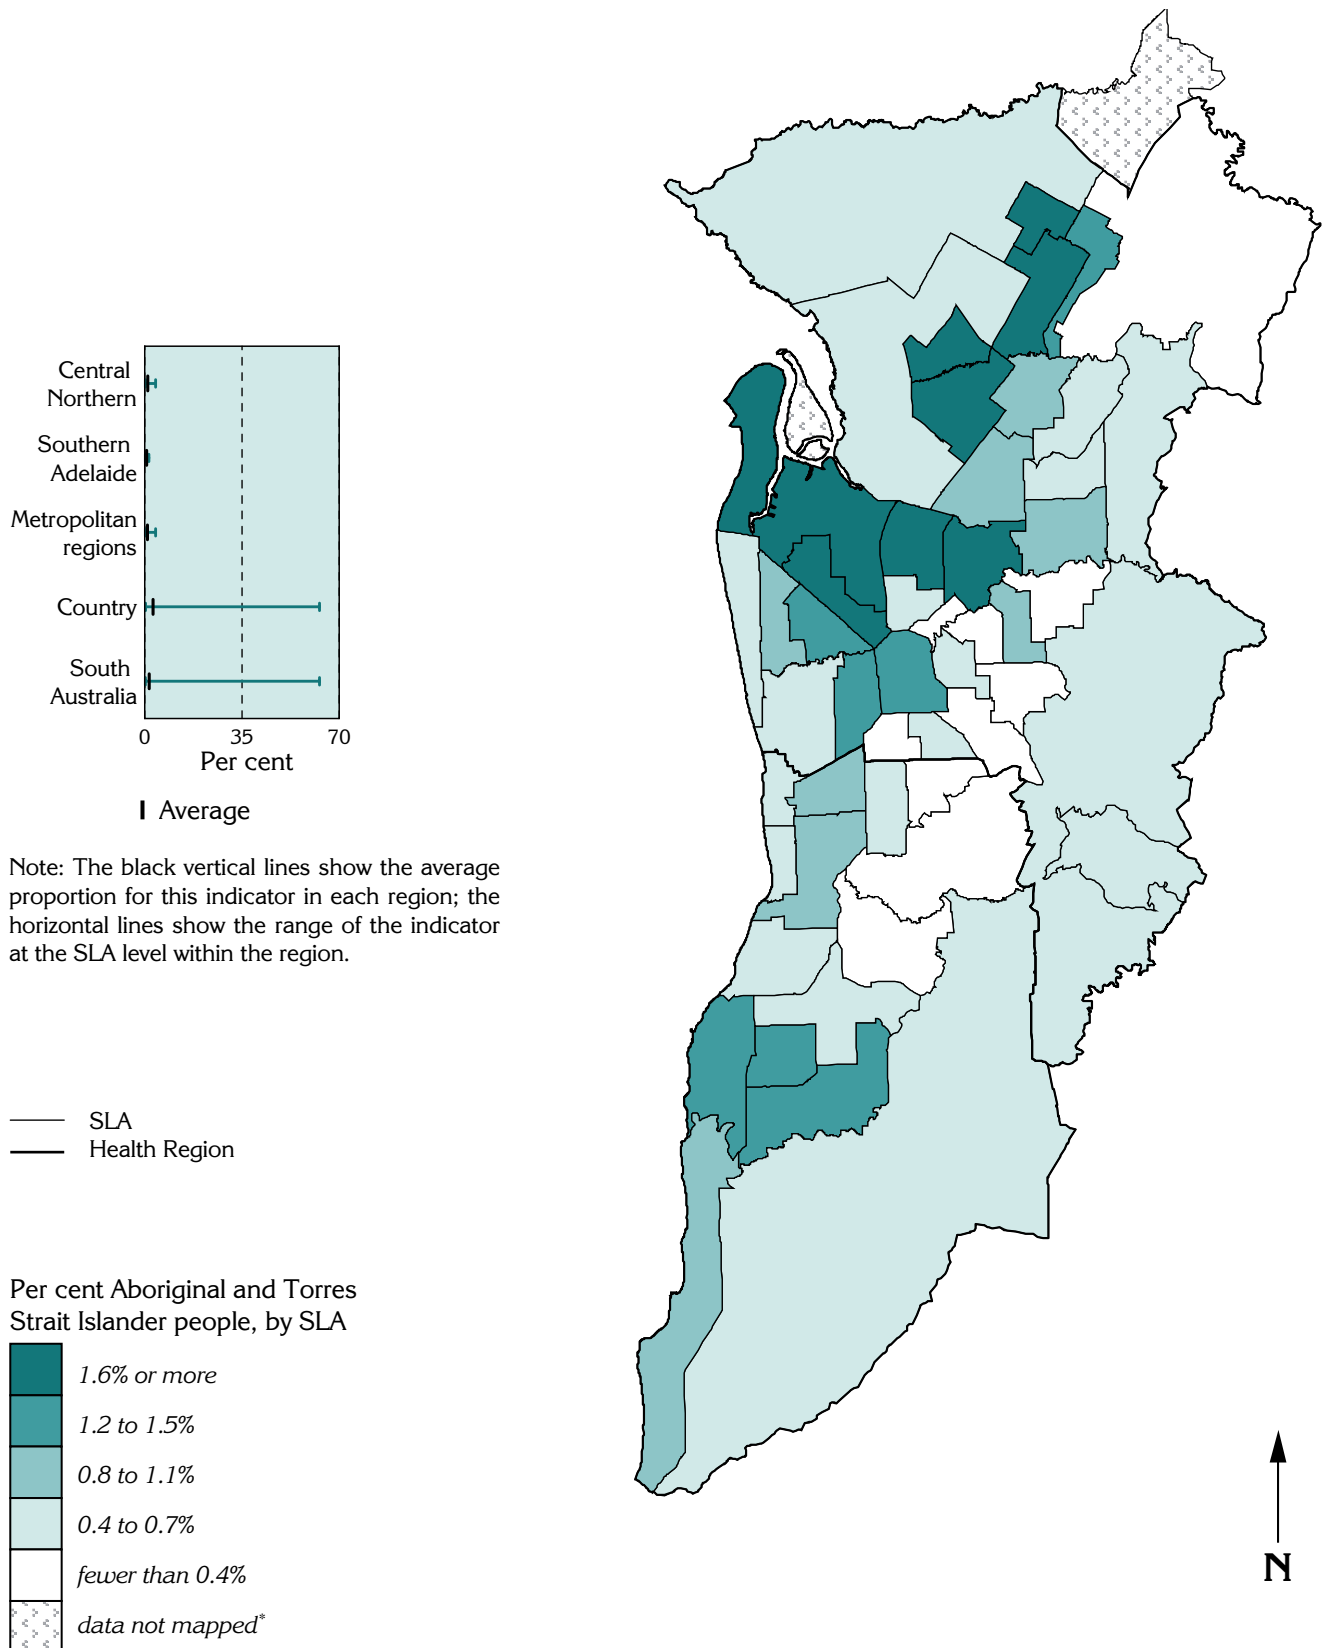 Central
Northern
Southern
Adelaide
Metropolitan
regions
Country
South
Australia
0 35 70
Per cent
Average
Note: The black vertical lines show the average
proportion for this indicator in each region; the
horizontal lines show the range of the indicator
at the SLA level within the region.
SLA
Health Region
Per cent Aboriginal and Torres
Strait Islander people, by SLA
1.6% or more
1.2 to 1.5%
0.8 to 1.1%
0.4 to 0.7%
fewer than 0.4%
data not mapped*
N